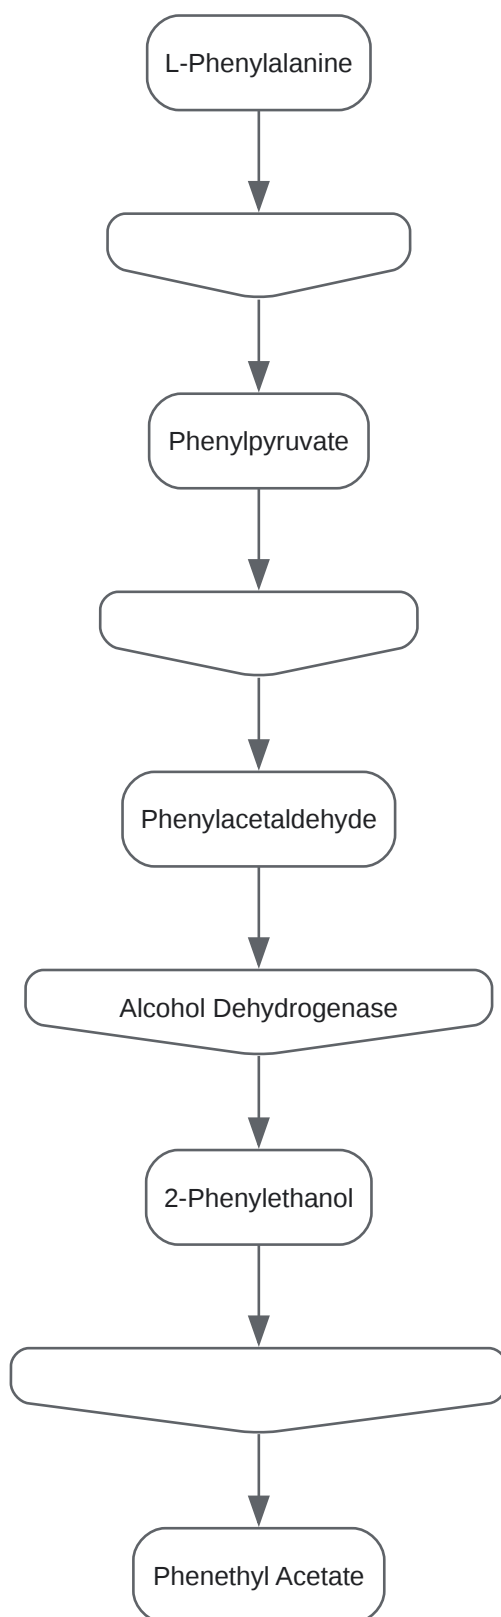 L-Phenylalanine
Phenylpyruvate
Phenylacetaldehyde
Alcohol Dehydrogenase
2-Phenylethanol
Phenethyl Acetate